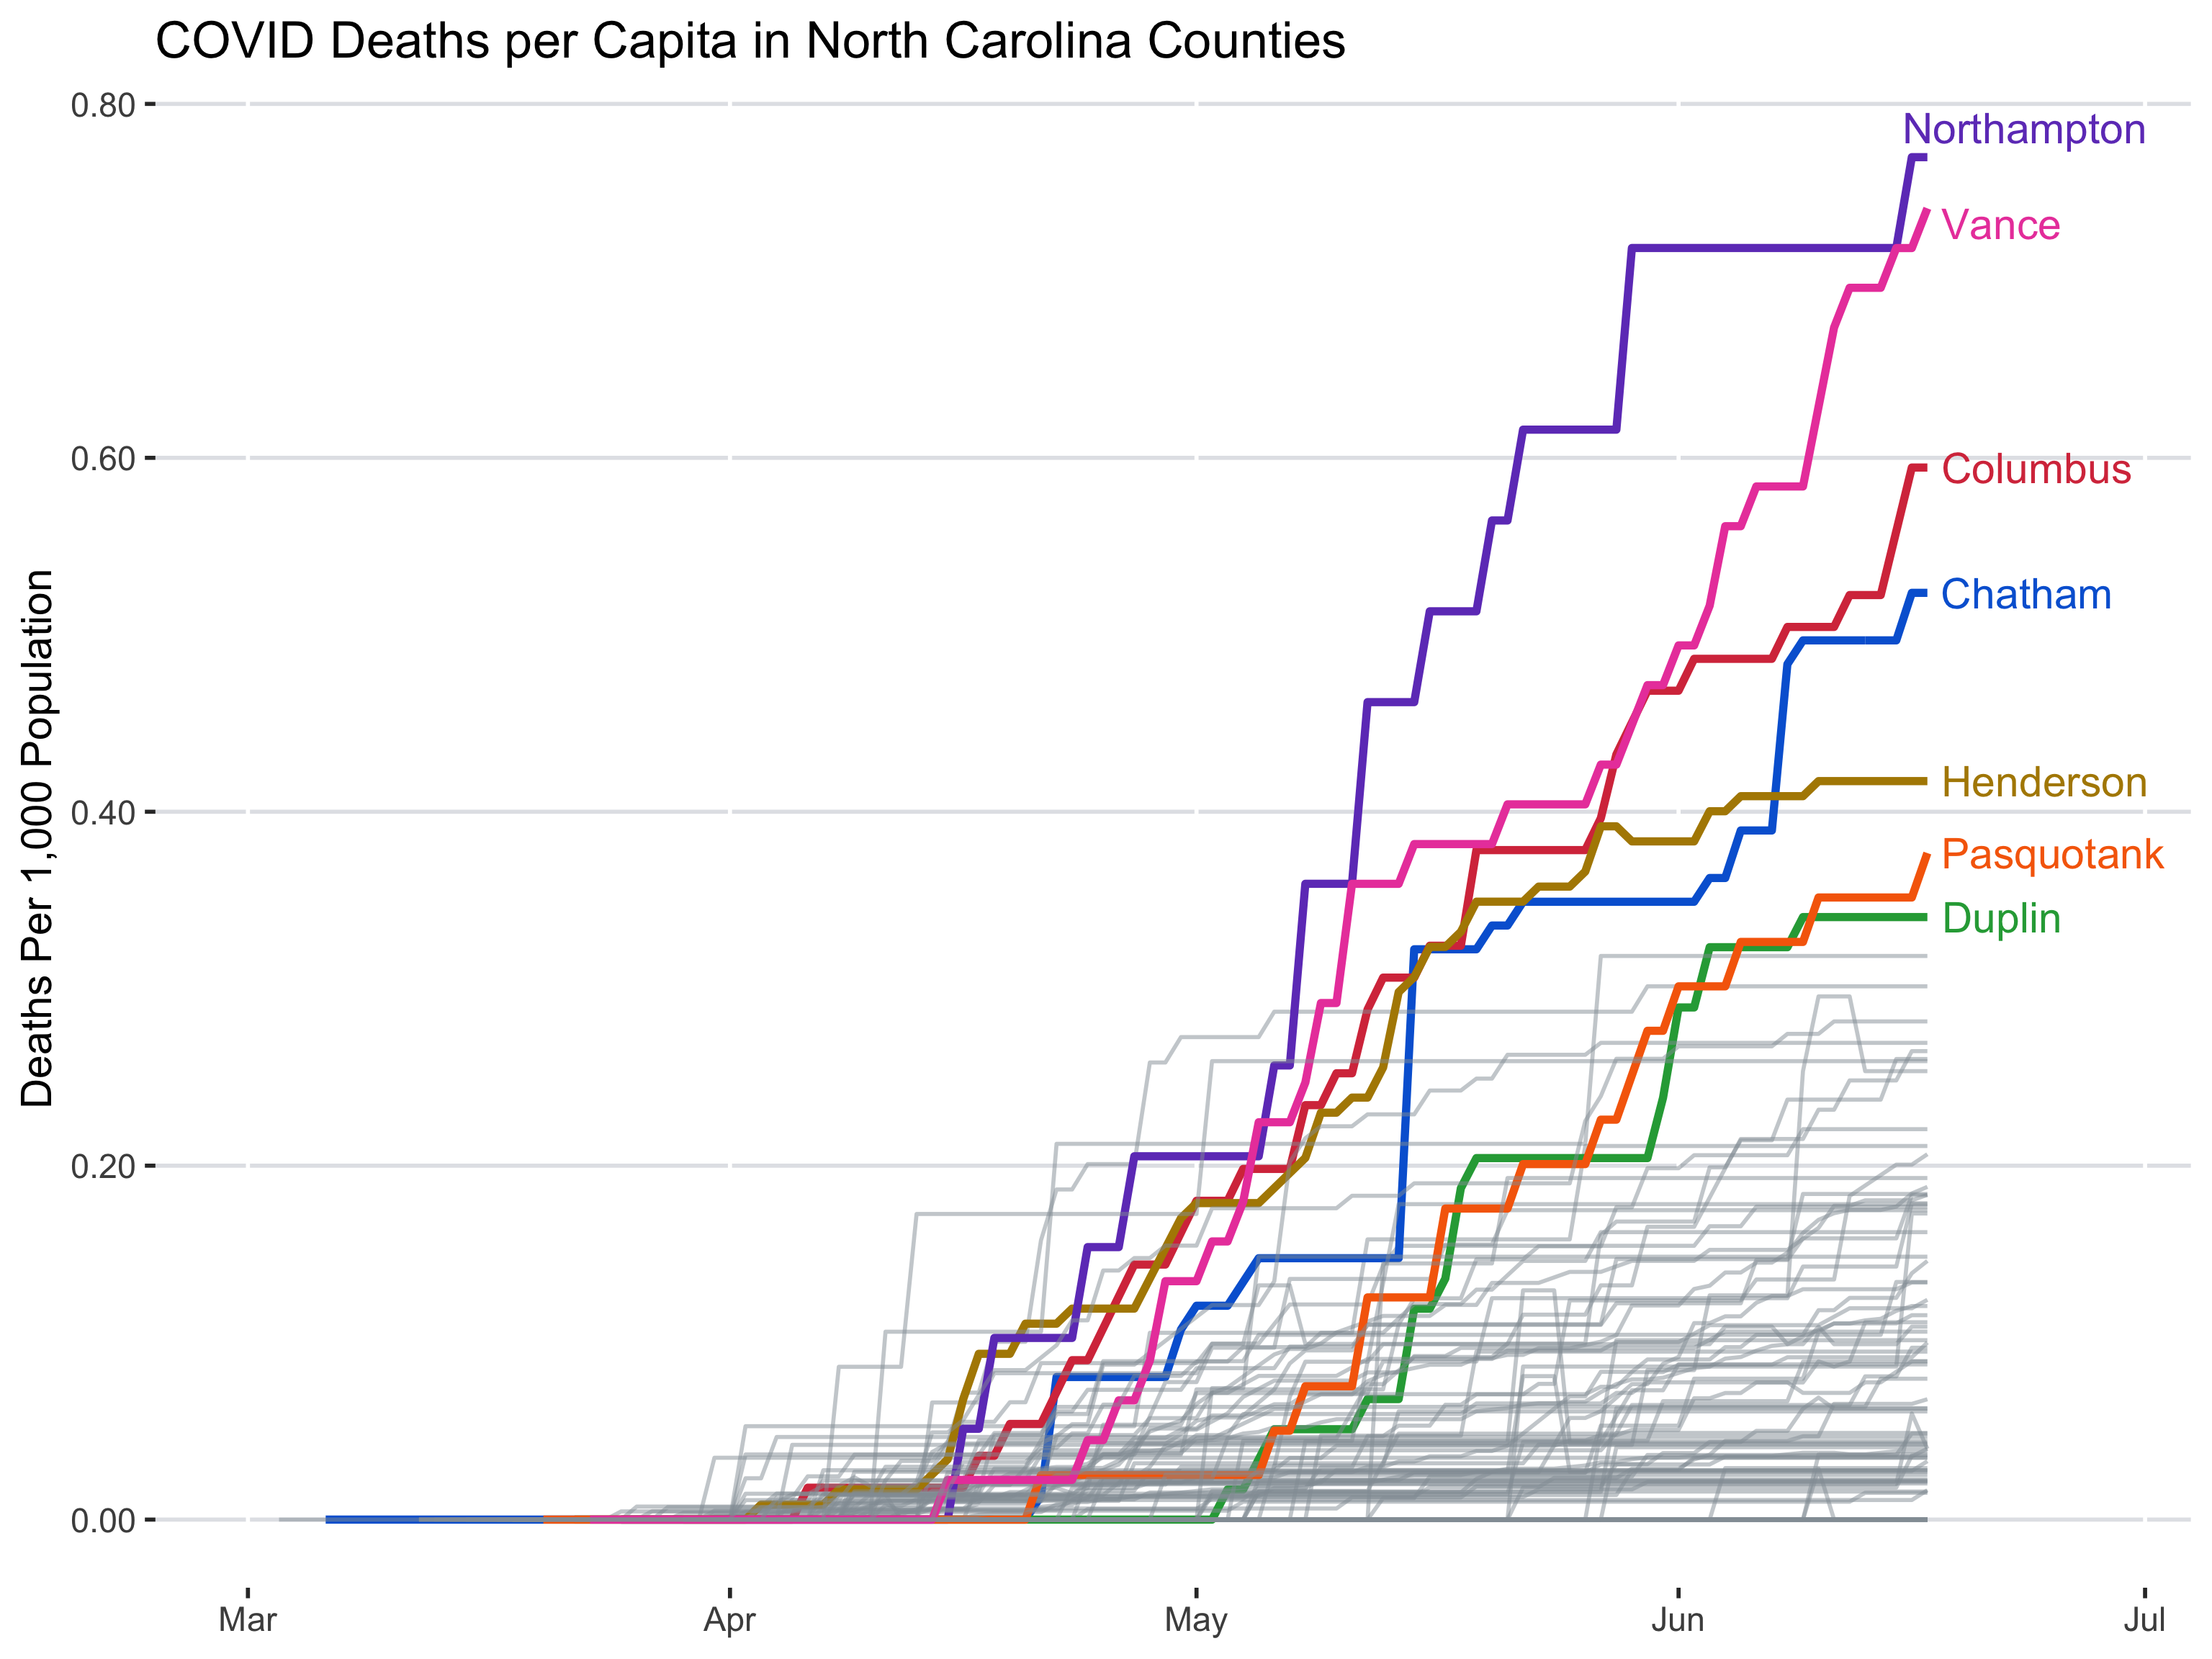 COVID Deaths per Capita in North Carolina Counties
0.80
Northampton
Vance
0.60
Columbus
Chatham
Deaths Per 1,000 Population
Henderson
0.40
Pasquotank
Duplin
0.20
0.00
Mar
Apr
May
Jun
Jul